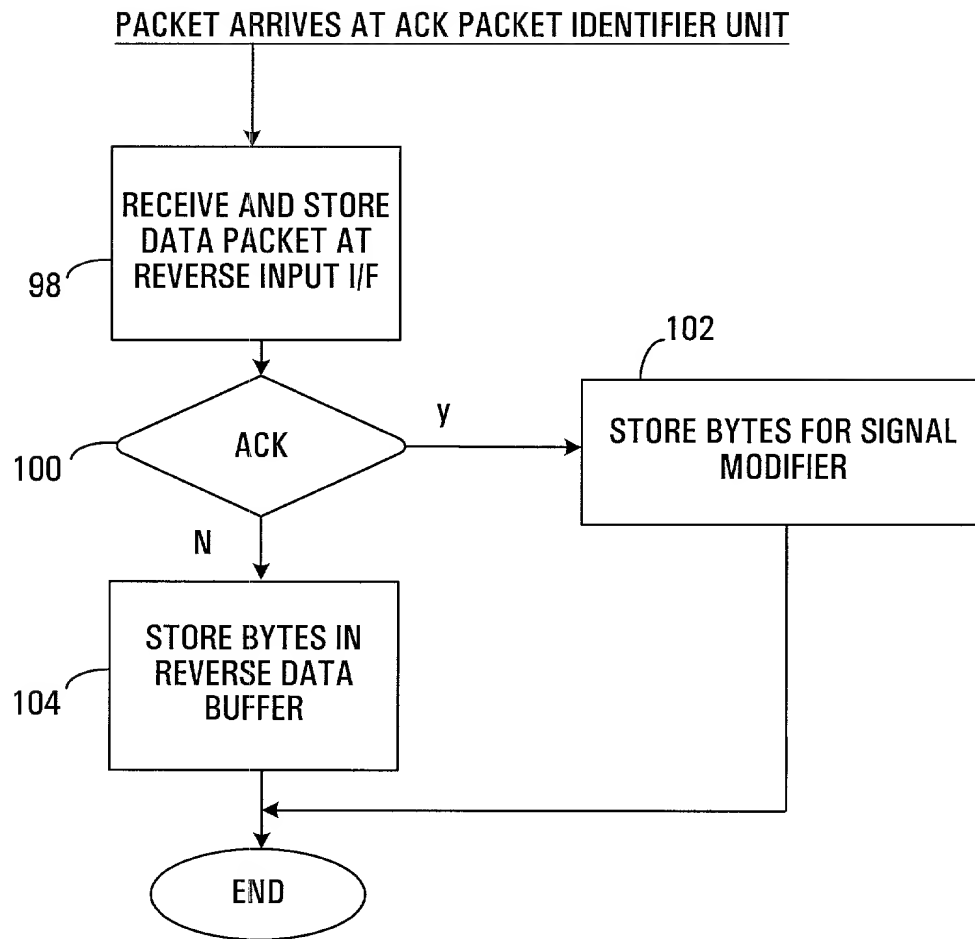 PACKET ARRIVES AT ACK PACKET IDENTIFIER UNIT
RECEIVE AND STORE
DATA PACKET AT
REVERSE INPUT I/F
98
102
ACK
y
STORE BYTES FOR SIGNAL
MODIFIER
100
N
STORE BYTES IN
REVERSE DATA
BUFFER
104
END